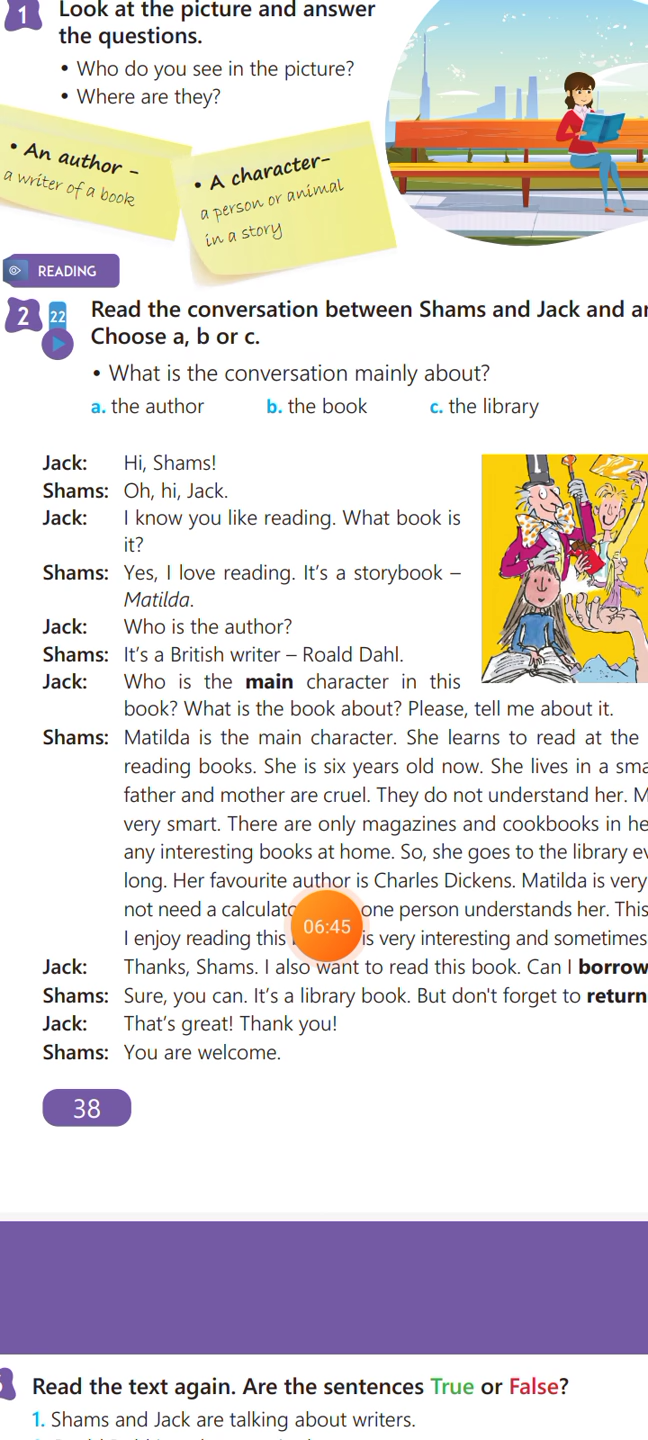 1
Look at the picture and answer
the questions.
• Who do you see in the picture?
• Where are they?
• An author –
a writer of a book
• A character–
a person or animal
in a story
READING
2
22
Read the conversation between Shams and Jack and
Choose a, b or c.
• What is the conversation mainly about?
a. the author b. the book c. the library
Jack: Hi, Shams!
Shams: Oh, hi, Jack.
Jack: I know you like reading. What book is
it?
Shams: Yes, I love reading. It's a storybook –
Matilda.
Jack: Who is the author?
Shams: It's a British writer – Roald Dahl.
Jack: Who is the main character in this
book? What is the book about? Please, tell me about it.
Shams: Matilda is the main character. She learns to read at the
reading books. She is six years old now. She lives in a
father and mother are cruel. They do not understand her.
very smart. There are only magazines and cookbooks in
any interesting books at home. So, she goes to the library
long. Her favourite author is Charles Dickens. Matilda is very
not need a one person understands her. This
I enjoy reading this is very interesting and sometimes
06:45
Jack: Thanks, Shams. I also want to read this book. Can I borrow
Shams: Sure, you can. It's a library book. But don't forget to return
Jack: That's great! Thank you!
Shams: You are welcome.
38
Read the text again. Are the sentences True or False?
1. Shams and Jack are talking about writers.